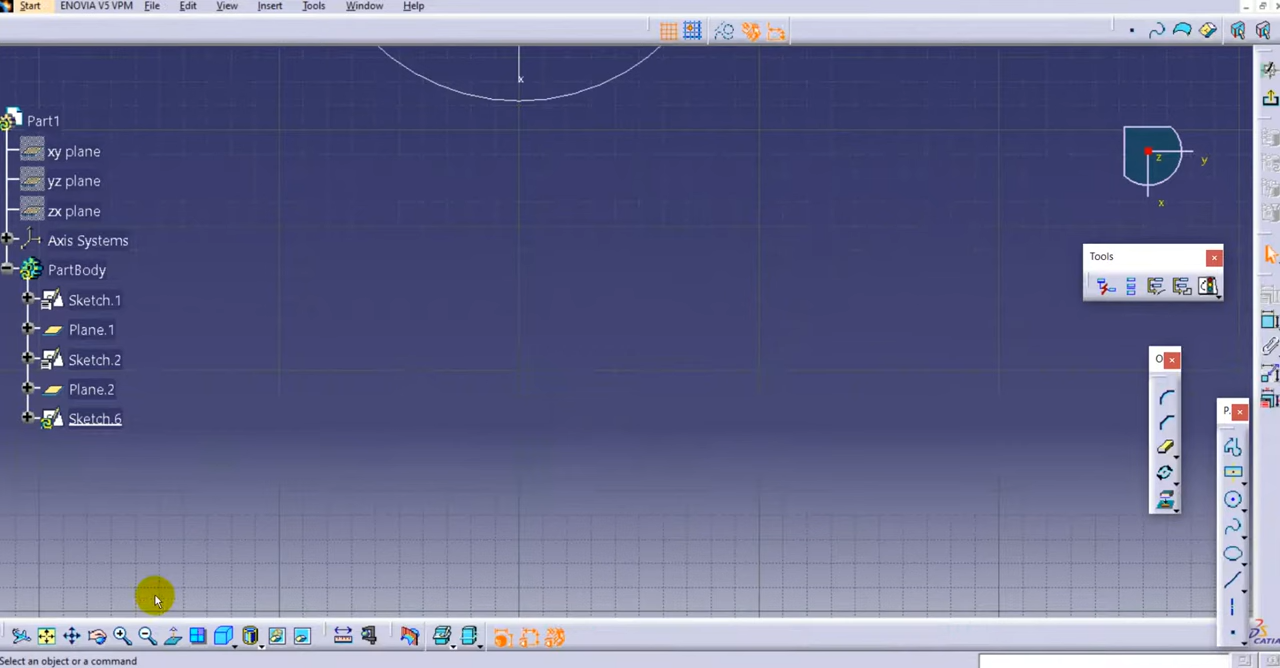 Start ENOVIA V5 VPM File Edit View Insert Tools Window Help
x
Part1
xy plane
yz plane
zx plane
Axis Systems
PartBody
Sketch.1
Plane.1
Sketch.2
Plane.2
Sketch.6
z
y
x
Tools
O
P.
CATIA
Select an object or a command